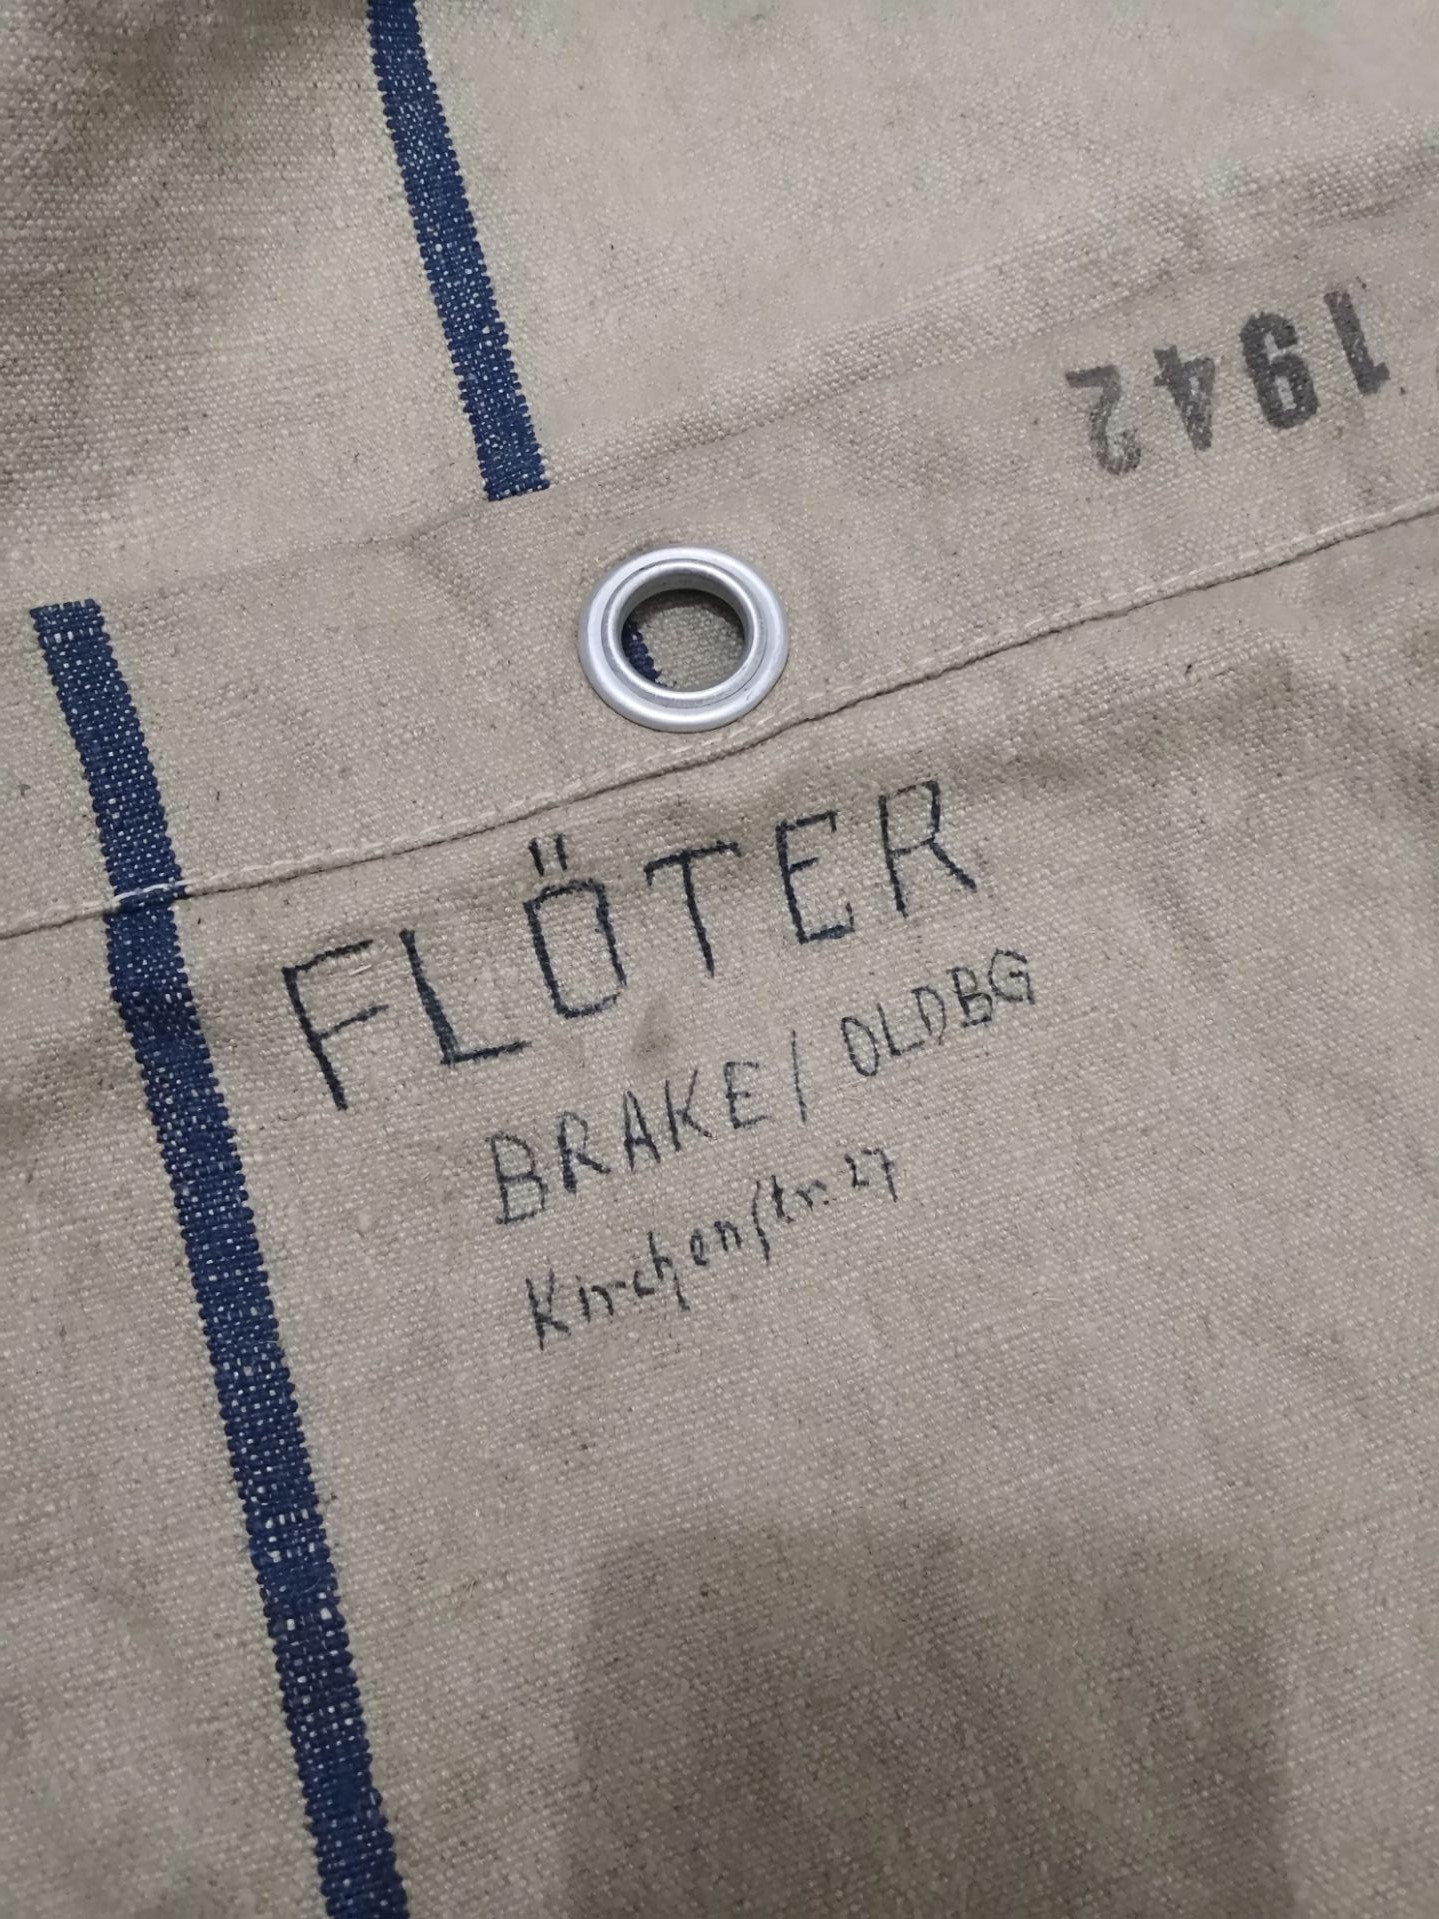 1942
FLÖTER
BRAKE/ OLDBG
Kirchenſtr. 27